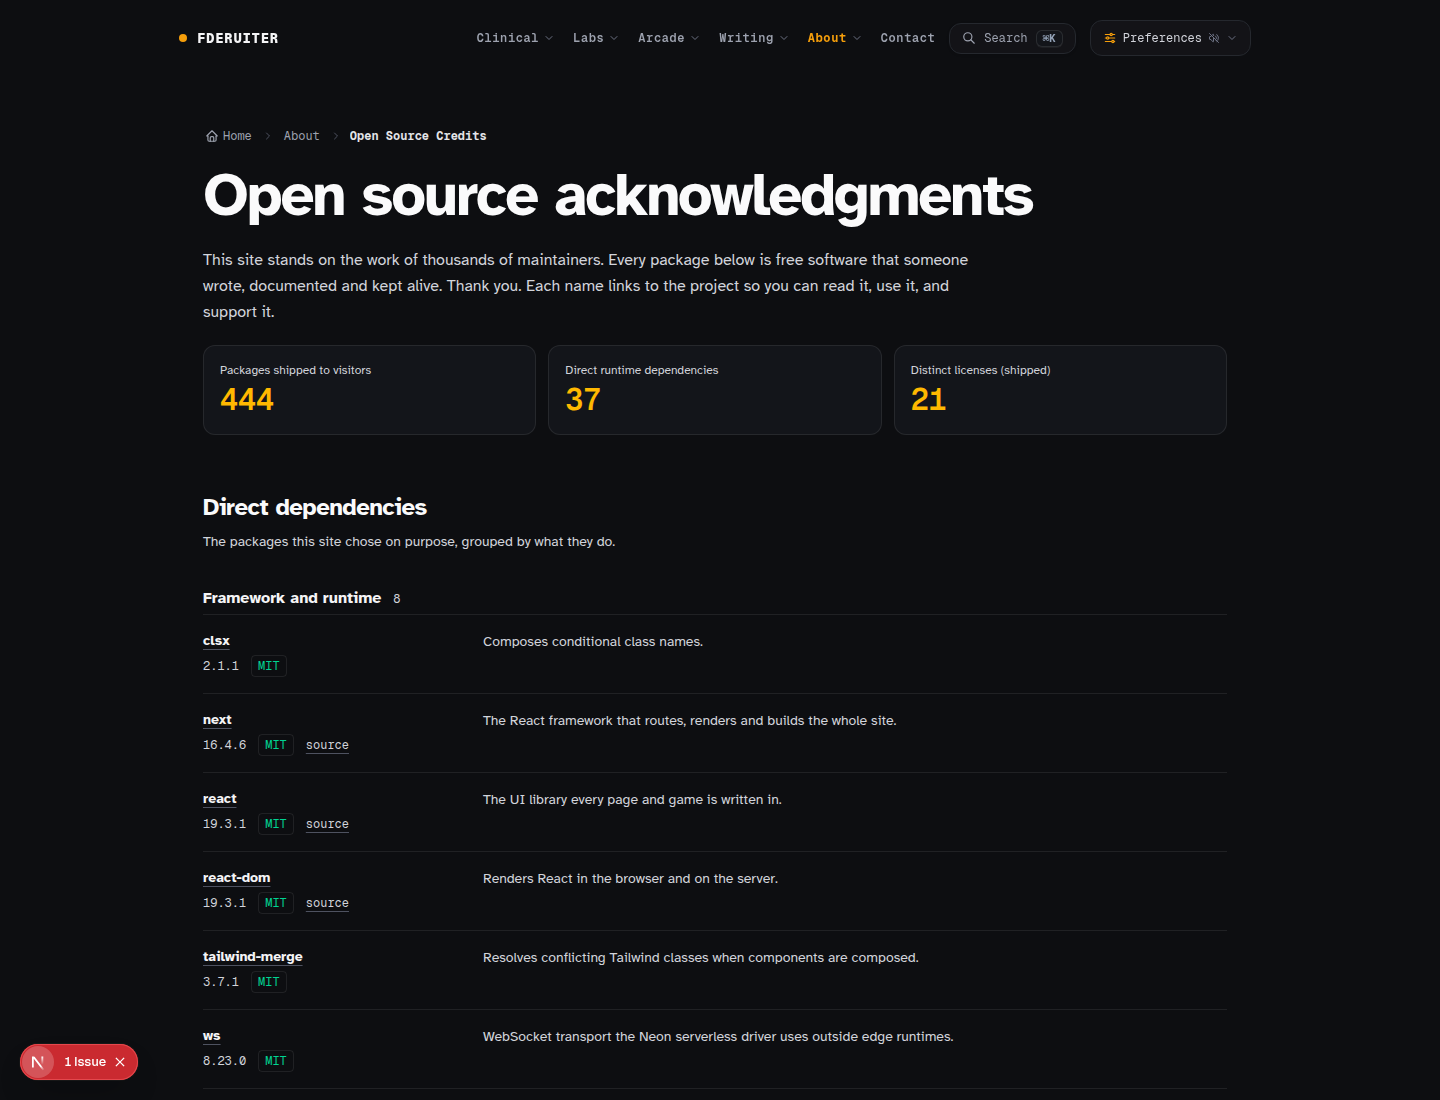 FDERUITER
Clinical
Labs
Arcade
Writing
About
Contact
Search ⌘K
Preferences
Home
About
Open Source Credits
Open source acknowledgments
This site stands on the work of thousands of maintainers. Every package below is free software that someone
wrote, documented and kept alive. Thank you. Each name links to the project so you can read it, use it, and
support it.
Packages shipped to visitors
444
Direct runtime dependencies
37
Distinct licenses (shipped)
21
Direct dependencies
The packages this site chose on purpose, grouped by what they do.
Framework and runtime 8
clsx
2.1.1 MIT
Composes conditional class names.
next
16.4.6 MIT source
The React framework that routes, renders and builds the whole site.
react
19.3.1 MIT source
The UI library every page and game is written in.
react-dom
19.3.1 MIT source
Renders React in the browser and on the server.
tailwind-merge
3.7.1 MIT
Resolves conflicting Tailwind classes when components are composed.
ws
8.23.0 MIT
WebSocket transport the Neon serverless driver uses outside edge runtimes.
N 1 Issue